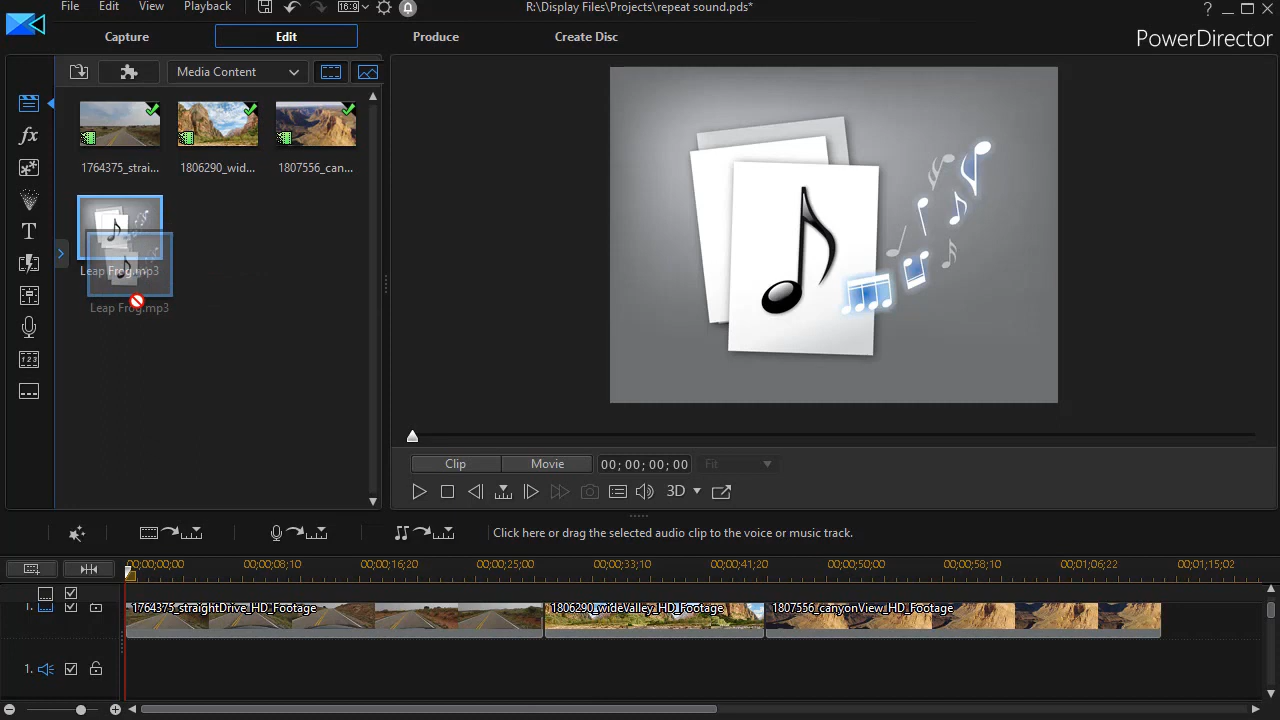 File Edit View Playback 16:9 R:\Display Files\Projects\repeat sound.pds* ?
Capture Edit Produce Create Disc PowerDirector
Media Content
1764375_strai... 1806290_wid... 1807556_can...
Leap Frog.mp3
Leap Frog.mp3
Clip Movie 00; 00; 00; 00 Fit
3D
Click here or drag the selected audio clip to the voice or music track.
00;00;00;00 00;00;08;10 00;00;16;20 00;00;25;00 00;00;33;10 00;00;41;20 00;00;50;00 00;00;58;10 00;01;06;22 00;01;15;02
1. 1764375_straightDrive_HD_Footage 1806290_wideValley_HD_Footage 1807556_canyonView_HD_Footage
1.